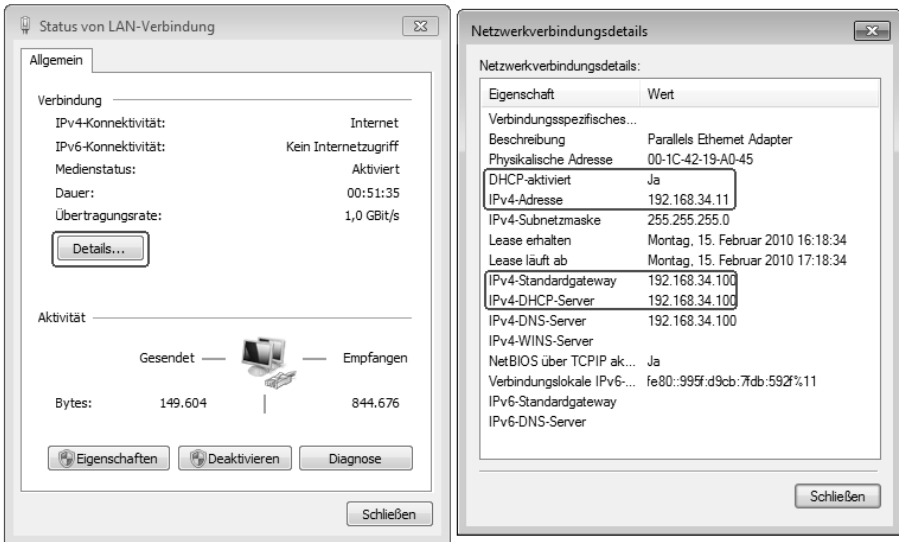 Status von LAN-Verbindung
Allgemein
Verbindung
IPv4-Konnektivität: Internet
IPv6-Konnektivität: Kein Internetzugriff
Medienstatus: Aktiviert
Dauer: 00:51:35
Übertragungsrate: 1,0 GBit/s
Details...
Aktivität
Gesendet Empfangen
Bytes: 149.604 844.676
Eigenschaften Deaktivieren Diagnose
Schließen
Netzwerkverbindungsdetails
Netzwerkverbindungsdetails:
Eigenschaft Wert
Verbindungsspezifisches...
Beschreibung Parallels Ethernet Adapter
Physikalische Adresse 00-1C-42-19-A0-45
DHCP-aktiviert Ja
IPv4-Adresse 192.168.34.11
IPv4-Subnetzmaske 255.255.255.0
Lease erhalten Montag, 15. Februar 2010 16:18:34
Lease läuft ab Montag, 15. Februar 2010 17:18:34
IPv4-Standardgateway 192.168.34.100
IPv4-DHCP-Server 192.168.34.100
IPv4-DNS-Server 192.168.34.100
IPv4-WINS-Server
NetBIOS über TCPIP ak... Ja
Verbindungslokale IPv6-... fe80::995f:d9cb:7fdb:592f%11
IPv6-Standardgateway
IPv6-DNS-Server
Schließen